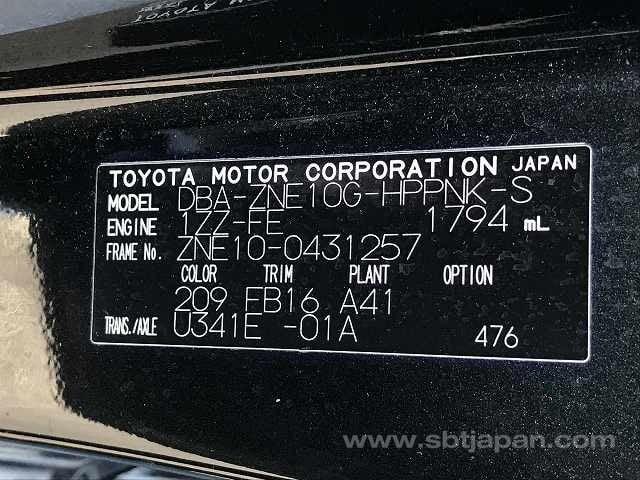 TOYOTA MOTOR CORPORATION JAPAN
MODEL DBA-ZNE10G-HPPNK-S
ENGINE 1ZZ-FE 1794 mL
FRAME No. ZNE10-0431257
COLOR TRIM PLANT OPTION
209 FB16 A41
TRANS./AXLE U341E -01A 476
www.sbtjapan.com